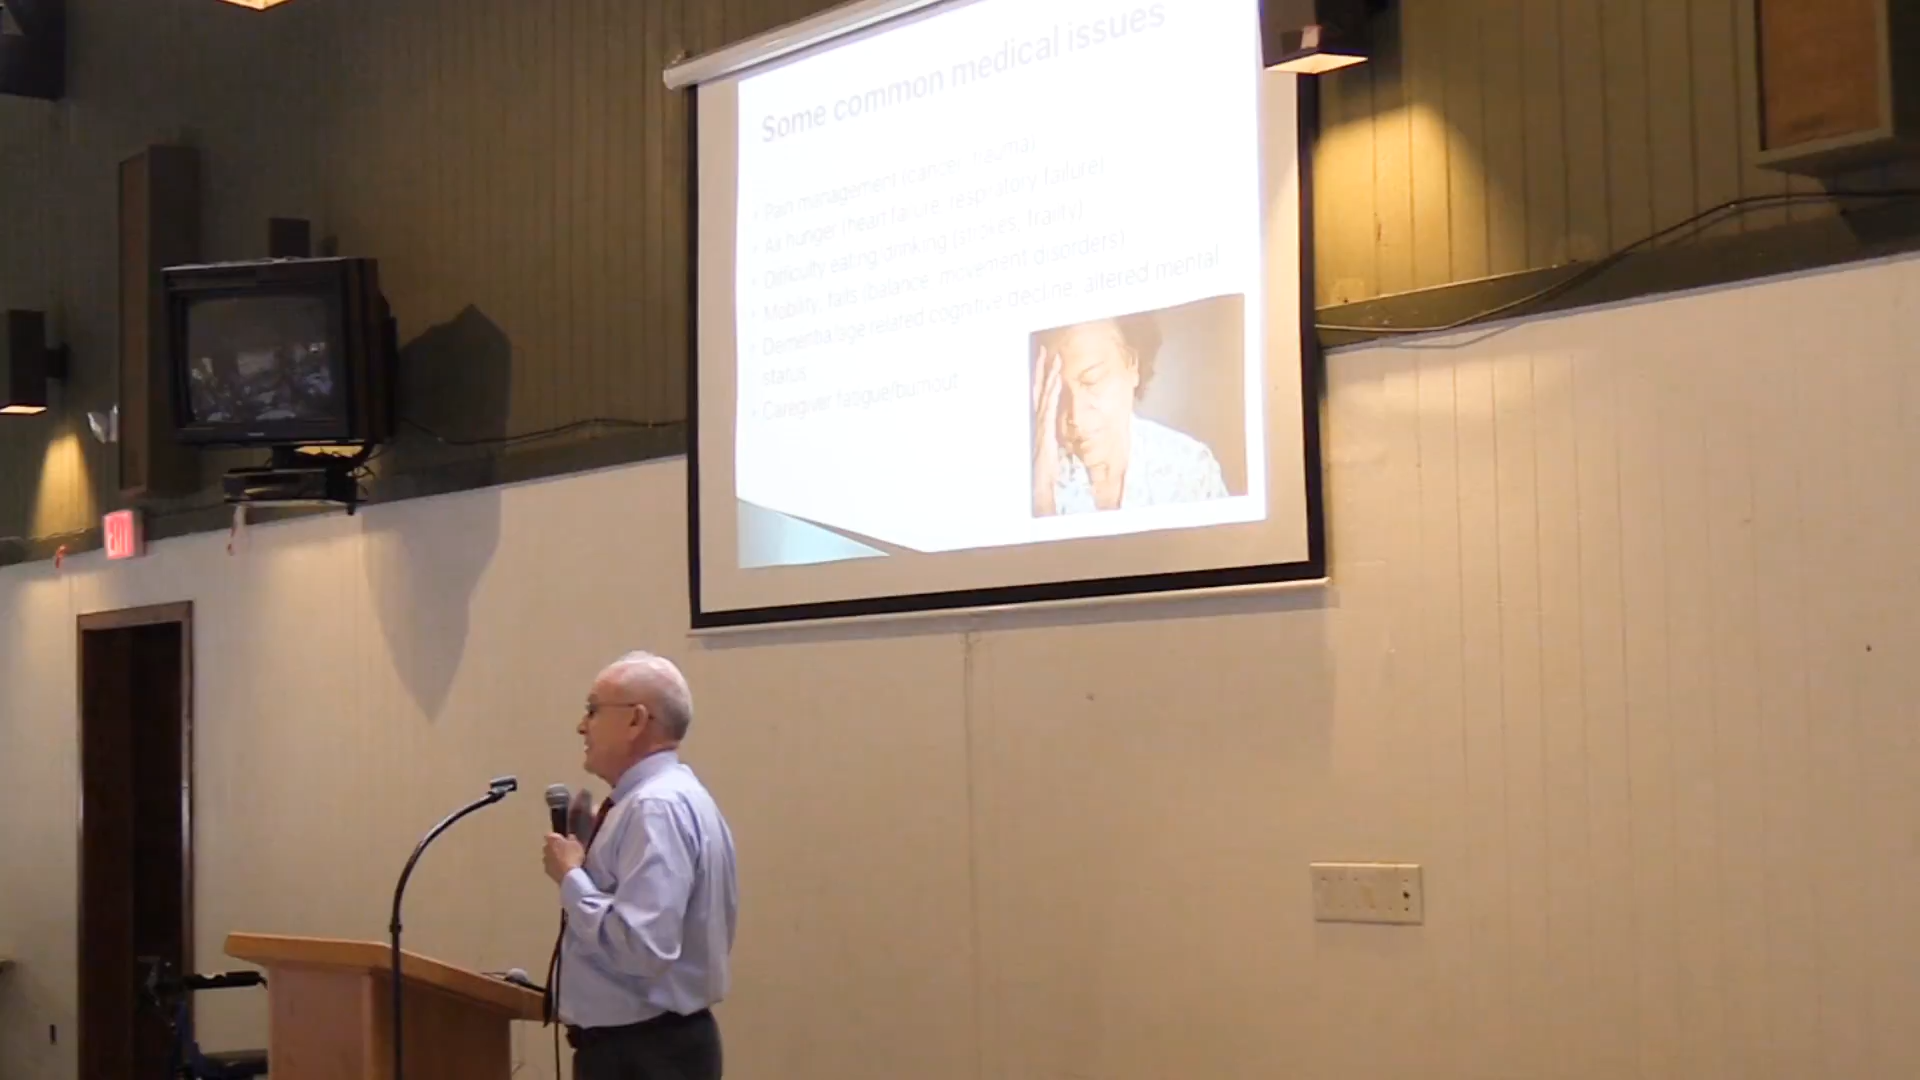 Some common medical issues
Pain management (cancer, trauma)
Air hunger (heart failure, respiratory failure)
Difficulty eating/drinking (strokes, frailty)
Mobility, falls (balance, movement disorders)
Dementia/age related cognitive decline, altered mental
status
Caregiver fatigue/burnout
EXIT